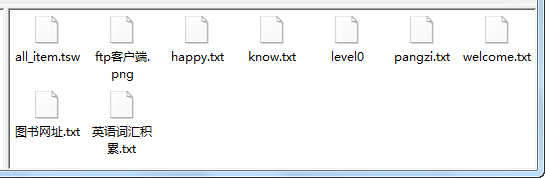 all_item.tsw ftp客户端. happy.txt know.txt level0 pangzi.txt welcome.txt
png
图书网址.txt 英语词汇积
累.txt